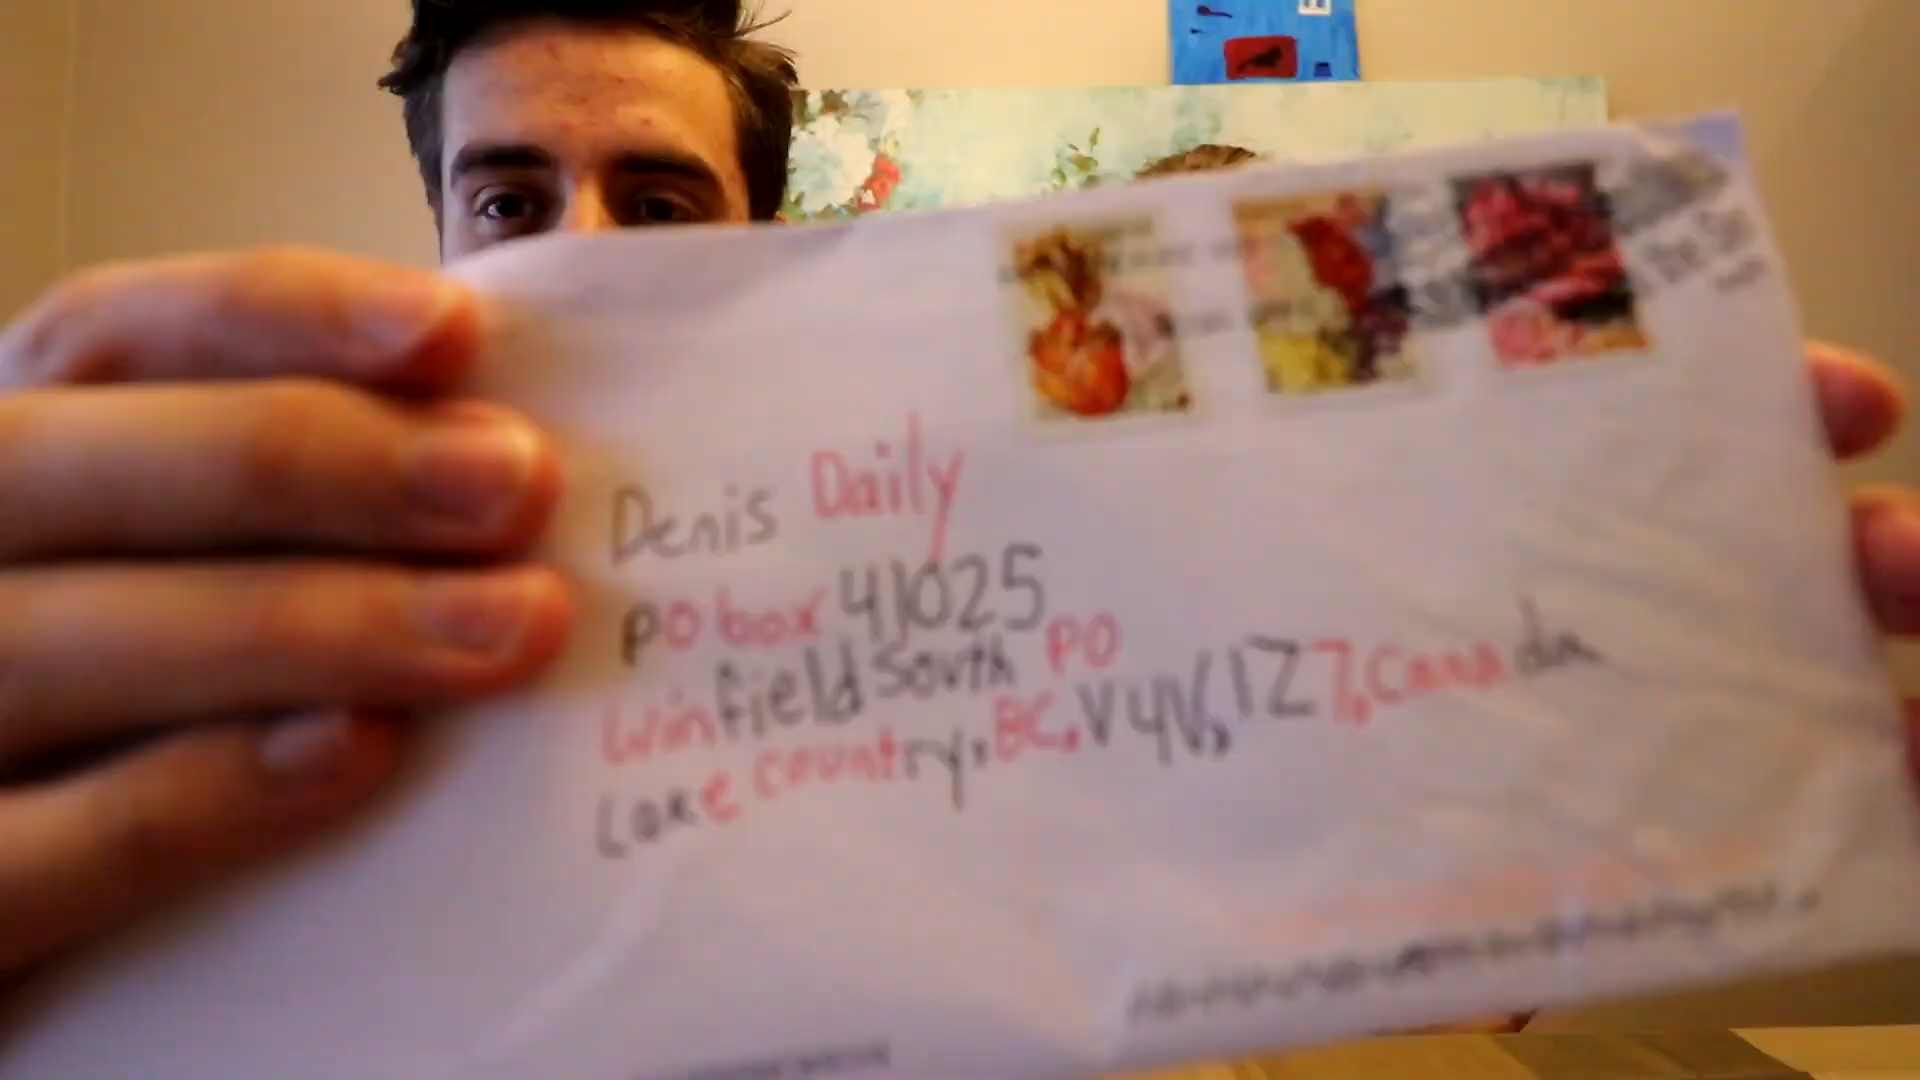 Denis Daily
PO box 41025
Winfield South PO
Lake country, BC, V4V, 1Z7, Canada